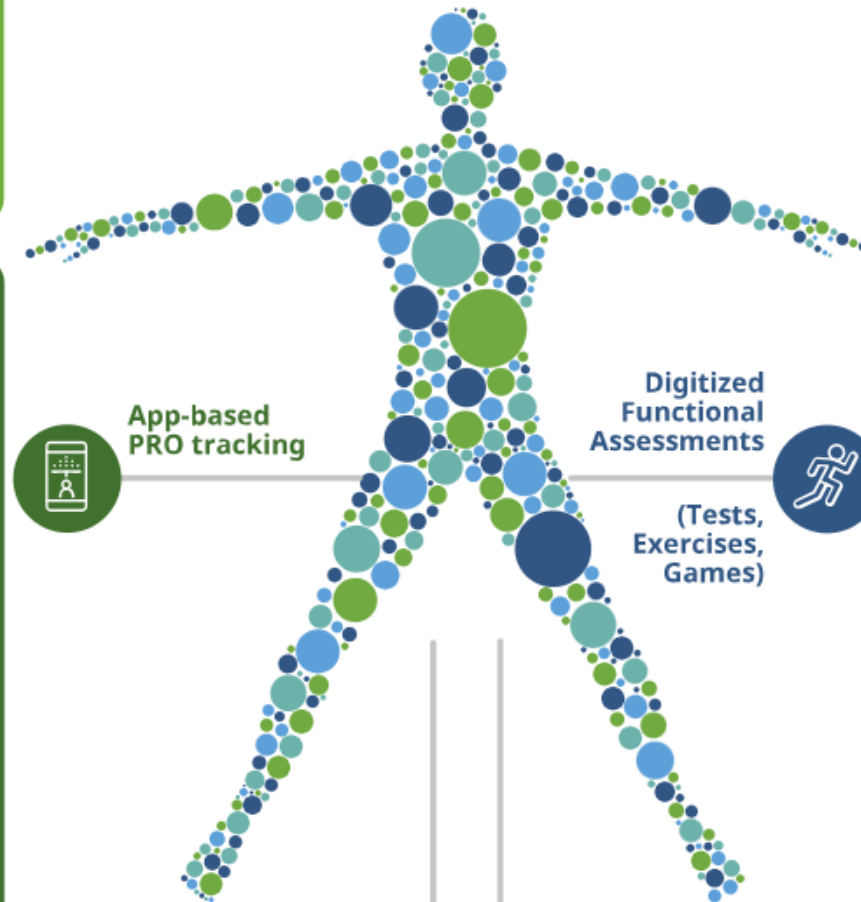 App-based
PRO tracking
Digitized
Functional
Assessments
(Tests,
Exercises,
Games)